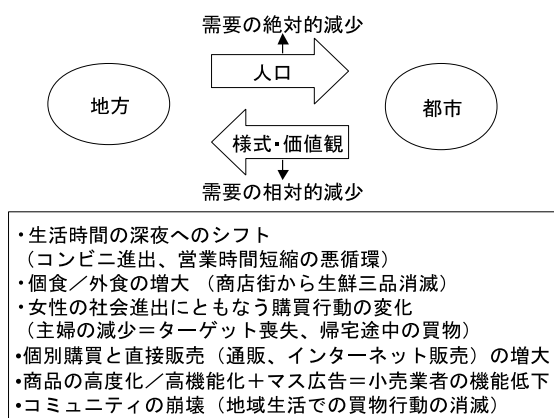 需要の絶対的減少
人口
地方
都市
様式・価値観
需要の相対的減少
・生活時間の深夜へのシフト
（コンビニ進出、営業時間短縮の悪循環）
・個食／外食の増大 （商店街から生鮮三品消滅）
・女性の社会進出にともなう購買行動の変化
（主婦の減少＝ターゲット喪失、帰宅途中の買物）
・個別購買と直接販売（通販、インターネット販売）の増大
・商品の高度化／高機能化＋マス広告＝小売業者の機能低下
・コミュニティの崩壊（地域生活での買物行動の消滅）